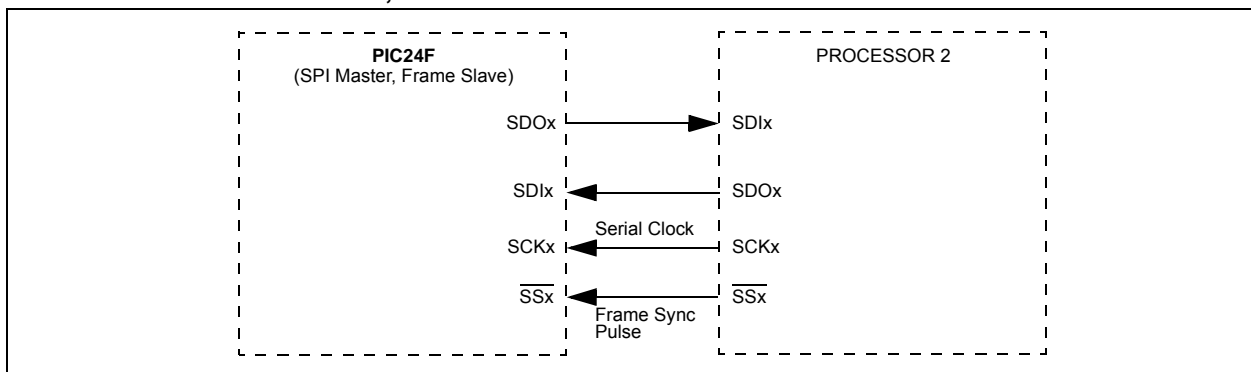 PIC24F
(SPI Master, Frame Slave)
PROCESSOR 2
SDOx
SDIx
SDIx
SDOx
Serial Clock
SCKx
SCKx
SSx
SSx
Frame Sync
Pulse